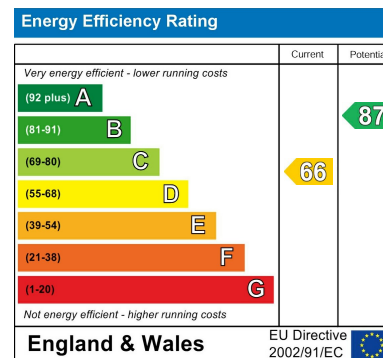 Energy Efficiency Rating
Current Potentia
Very energy efficient - lower running costs
(92 plus) A
(81-91) B
(69-80) C
(55-68) D
(39-54) E
(21-38) F
(1-20) G
66
87
Not energy efficient - higher running costs
England & Wales
EU Directive
2002/91/EC